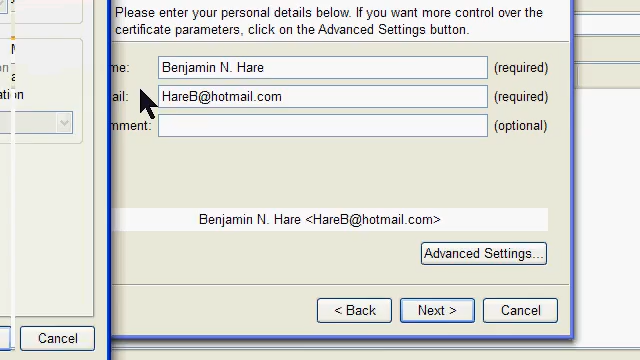 Please enter your personal details below. If you want more control over the
certificate parameters, click on the Advanced Settings button.
me: Benjamin N. Hare (required)
ail: HareB@hotmail.com (required)
mment: (optional)
Benjamin N. Hare <HareB@hotmail.com>
Advanced Settings...
< Back Next > Cancel
Cancel